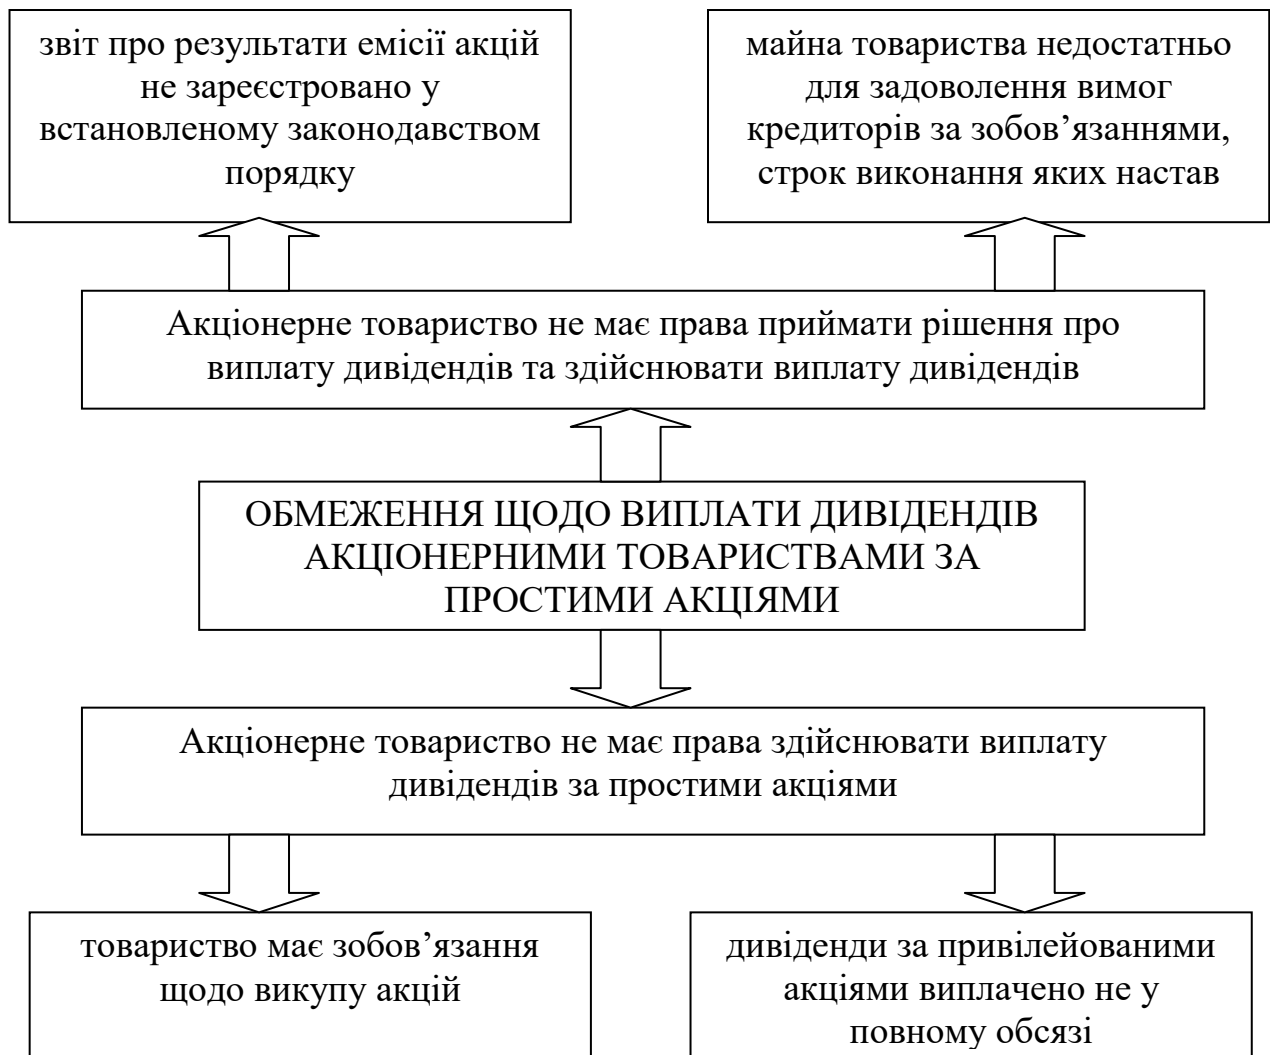 звіт про результати емісії акцій
не зареєстровано у
встановленому законодавством
порядку
майна товариства недостатньо
для задоволення вимог
кредиторів за зобов’язаннями,
строк виконання яких настав
Акціонерне товариство не має права приймати рішення про
виплату дивідендів та здійснювати виплату дивідендів
ОБМЕЖЕННЯ ЩОДО ВИПЛАТИ ДИВІДЕНДІВ
АКЦІОНЕРНИМИ ТОВАРИСТВАМИ ЗА
ПРОСТИМИ АКЦІЯМИ
Акціонерне товариство не має права здійснювати виплату
дивідендів за простими акціями
товариство має зобов’язання
щодо викупу акцій
дивіденди за привілейованими
акціями виплачено не у
повному обсязі